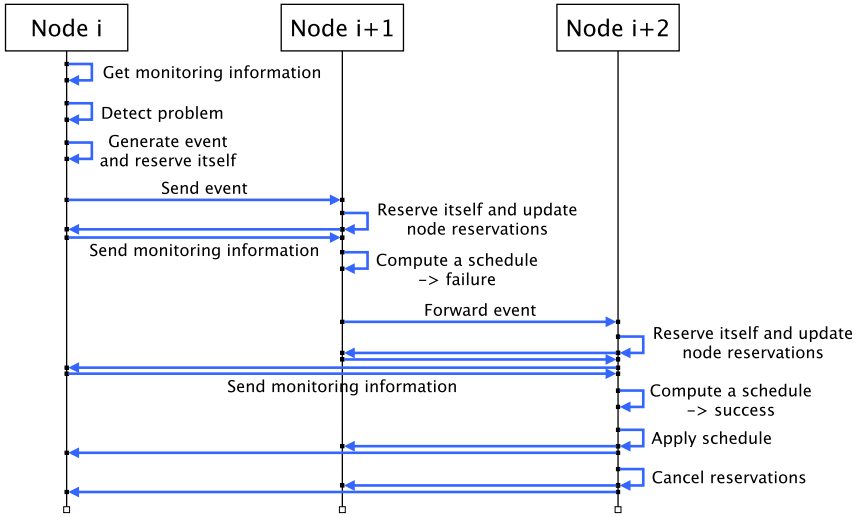 Node i
Node i+1
Node i+2
Get monitoring information
Detect problem
Generate event
and reserve itself
Send event
Reserve itself and update
node reservations
Send monitoring information
Compute a schedule
-> failure
Forward event
Reserve itself and update
node reservations
Send monitoring information
Compute a schedule
-> success
Apply schedule
Cancel reservations